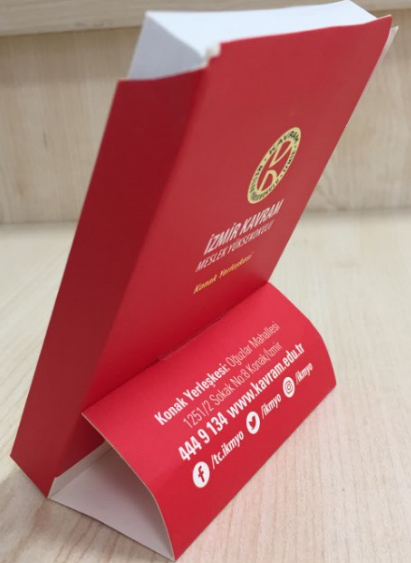 İZMİR KAVRAM
MESLEK YÜKSEKOKULU
Konak Yerleşkesi
Konak Yerleşkesi: Oğuzlar Mahallesi
1251/2 Sokak No:8 Konak/İzmir
444 9 134 www.kavram.edu.tr
/tc.ikmyo /ikmyo /ikmyo